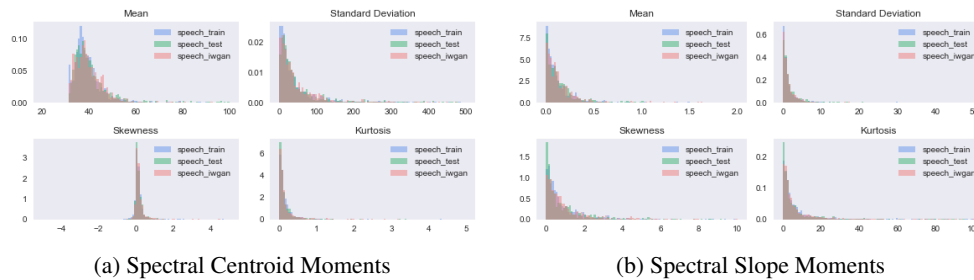 Mean
Standard Deviation
0.10
0.05
0.00
speech_train
speech_test
speech_iwgan
20 40 60 80 100
0.02
0.01
0.00
speech_train
speech_test
speech_iwgan
0 100 200 300 400 500
Skewness
Kurtosis
3
2
1
0
speech_train
speech_test
speech_iwgan
−4 −2 0 2 4
6
4
2
0
speech_train
speech_test
speech_iwgan
0 1 2 3 4 5
(a) Spectral Centroid Moments
Mean
Standard Deviation
7.5
5.0
2.5
0.0
speech_train
speech_test
speech_iwgan
0.0 0.5 1.0 1.5 2.0
0.6
0.4
0.2
0.0
speech_train
speech_test
speech_iwgan
0 10 20 30 40
Skewness
Kurtosis
1.5
1.0
0.5
0.0
speech_train
speech_test
speech_iwgan
0 2 4 6 8 10
0.2
0.1
0.0
speech_train
speech_test
speech_iwgan
0 20 40 60 80
(b) Spectral Slope Moments